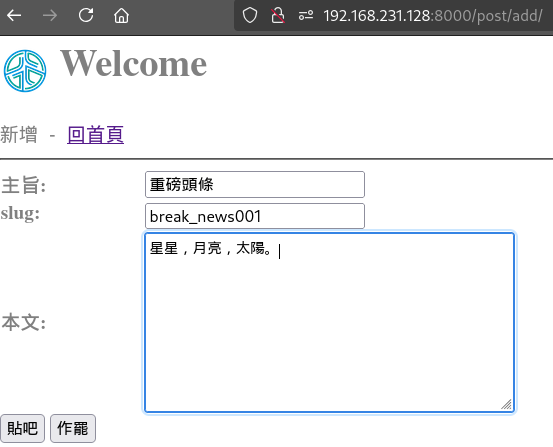 192.168.231.128:8000/post/add/
Welcome
新增 - 回首頁
主旨: 重磅頭條
slug: break_news001
本文: 星星，月亮，太陽。
貼吧 作罷